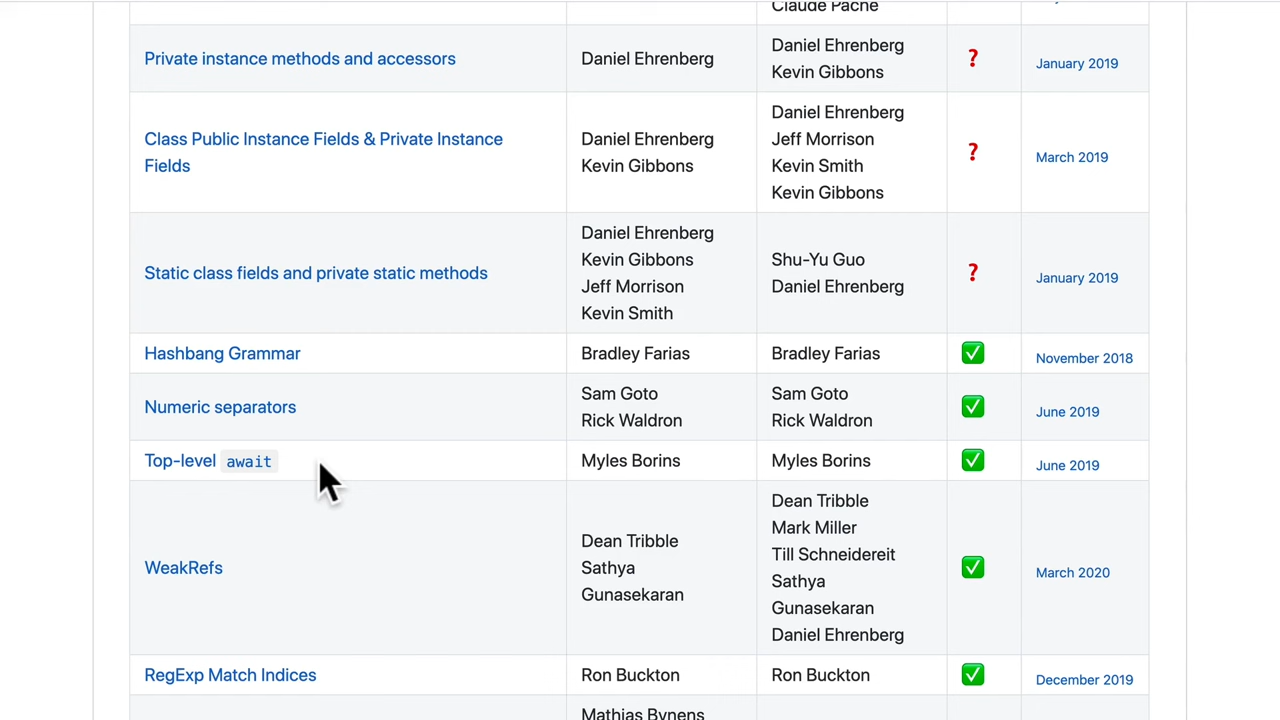 Claude Pache
Private instance methods and accessors
Daniel Ehrenberg
Daniel Ehrenberg
Kevin Gibbons
❓
January 2019
Class Public Instance Fields & Private Instance
Fields
Daniel Ehrenberg
Kevin Gibbons
Daniel Ehrenberg
Jeff Morrison
Kevin Smith
Kevin Gibbons
❓
March 2019
Static class fields and private static methods
Daniel Ehrenberg
Kevin Gibbons
Jeff Morrison
Kevin Smith
Shu-Yu Guo
Daniel Ehrenberg
❓
January 2019
Hashbang Grammar
Bradley Farias
Bradley Farias
✅
November 2018
Numeric separators
Sam Goto
Rick Waldron
Sam Goto
Rick Waldron
✅
June 2019
Top-level await
Myles Borins
Myles Borins
✅
June 2019
WeakRefs
Dean Tribble
Sathya
Gunasekaran
Dean Tribble
Mark Miller
Till Schneidereit
Sathya
Gunasekaran
Daniel Ehrenberg
✅
March 2020
RegExp Match Indices
Ron Buckton
Ron Buckton
✅
December 2019
Mathias Bynens